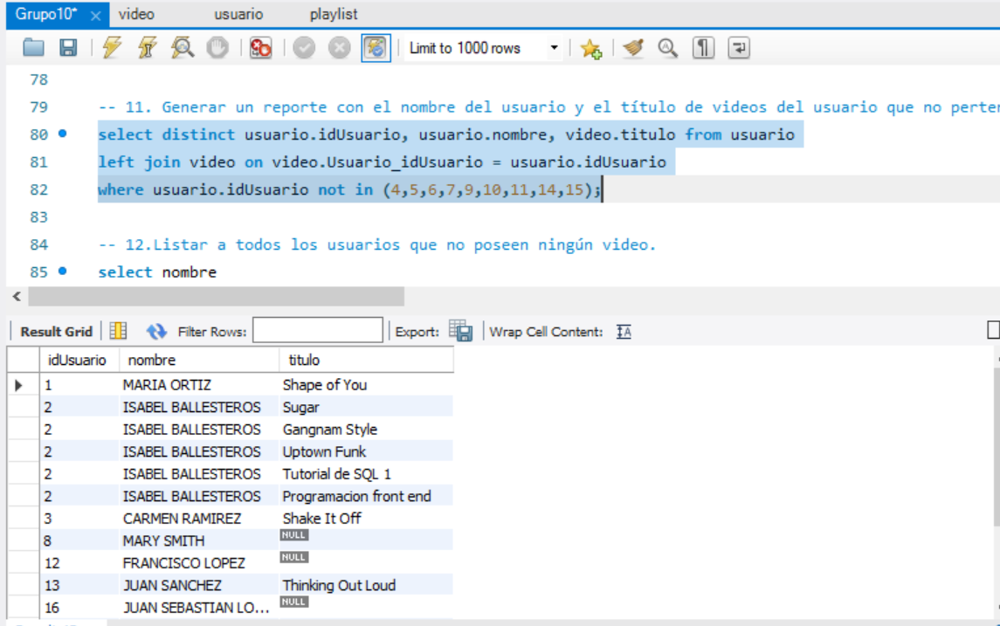 Grupo10* × video usuario playlist
Limit to 1000 rows
78
79 -- 11. Generar un reporte con el nombre del usuario y el título de videos del usuario que no perte
80 select distinct usuario.idUsuario, usuario.nombre, video.titulo from usuario
81 left join video on video.Usuario_idUsuario = usuario.idUsuario
82 where usuario.idUsuario not in (4,5,6,7,9,10,11,14,15);
83
84 -- 12.Listar a todos los usuarios que no poseen ningún video.
85 select nombre
Result Grid Filter Rows: Export: Wrap Cell Content: IA
idUsuario nombre titulo
1 MARIA ORTIZ Shape of You
2 ISABEL BALLESTEROS Sugar
2 ISABEL BALLESTEROS Gangnam Style
2 ISABEL BALLESTEROS Uptown Funk
2 ISABEL BALLESTEROS Tutorial de SQL 1
2 ISABEL BALLESTEROS Programacion front end
3 CARMEN RAMIREZ Shake It Off
8 MARY SMITH NULL
12 FRANCISCO LOPEZ NULL
13 JUAN SANCHEZ Thinking Out Loud
16 JUAN SEBASTIAN LO... NULL